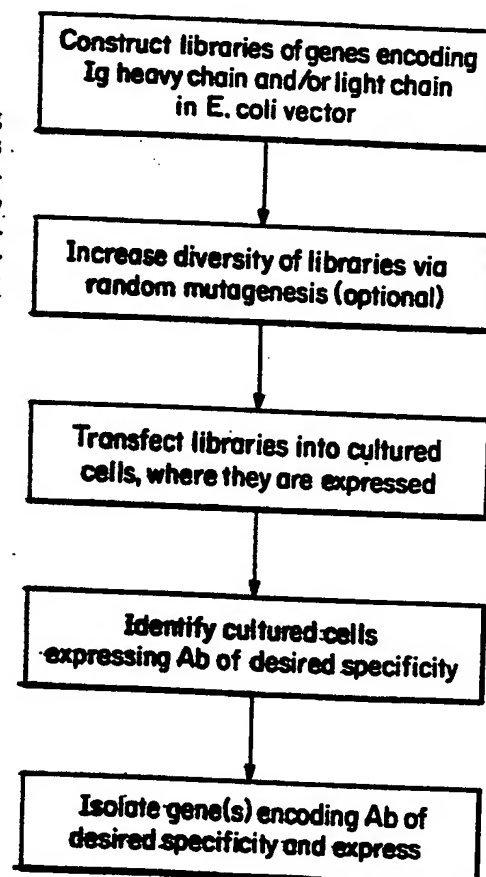 Construct libraries of genes encoding
Ig heavy chain and/or light chain
in E. coli vector
Increase diversity of libraries via
random mutagenesis (optional)
Transfect libraries into cultured
cells, where they are expressed
Identify cultured cells
expressing Ab of desired specificity
Isolate gene(s) encoding Ab of
desired specificity and express